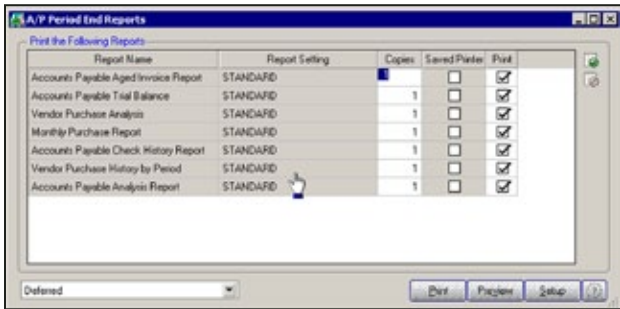 A/P Period End Reports
Print the Following Reports
Report Name Report Setting Copies Saved Printer Print
Accounts Payable Aged Invoice Report STANDARD 1
Accounts Payable Trial Balance STANDARD 1
Vendor Purchase Analysis STANDARD 1
Monthly Purchase Report STANDARD 1
Accounts Payable Check History Report STANDARD 1
Vendor Purchase History by Period STANDARD 1
Accounts Payable Analysis Report STANDARD 1
Deferred Print Preview Setup ?